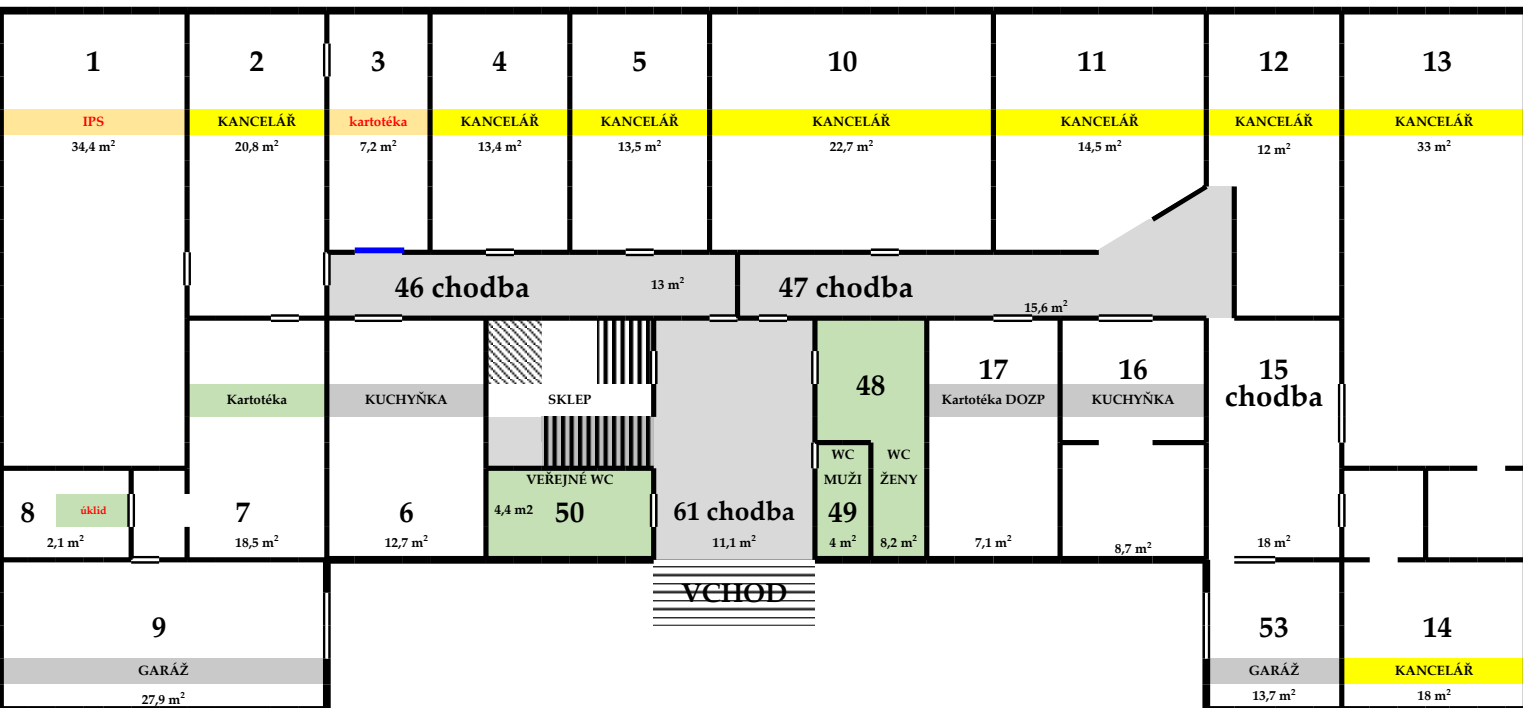 1
2
3
4
5
10
11
12
13
IPS
KANCELÁŘ
kartotéka
KANCELÁŘ
KANCELÁŘ
KANCELÁŘ
KANCELÁŘ
KANCELÁŘ
KANCELÁŘ
34,4 m²
20,8 m²
7,2 m²
13,4 m²
13,5 m²
22,7 m²
14,5 m²
12 m²
33 m²
46 chodba
13 m²
47 chodba
15,6 m²
48
17
16
15
chodba
Kartotéka
KUCHYŇKA
SKLEP
Kartotéka DOZP
KUCHYŇKA
VEŘEJNÉ WC
WC
MUŽI
WC
ŽENY
8
úklid
7
6
4,4 m2
50
61 chodba
49
2,1 m²
18,5 m²
12,7 m²
11,1 m²
4 m²
8,2 m²
7,1 m²
8,7 m²
18 m²
VCHOD
9
53
14
GARÁŽ
GARÁŽ
KANCELÁŘ
27,9 m²
13,7 m²
18 m²